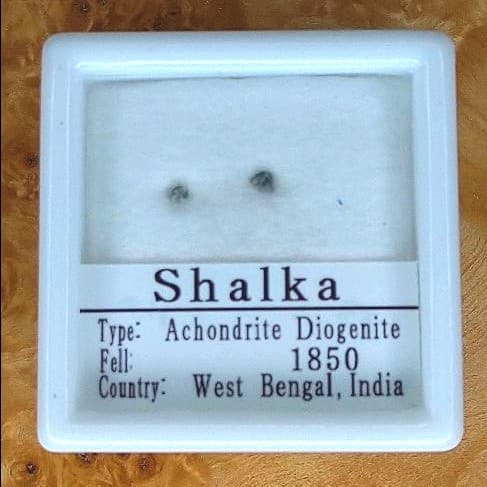 Shalka
Type: Achondrite Diogenite
Fell: 1850
Country: West Bengal, India